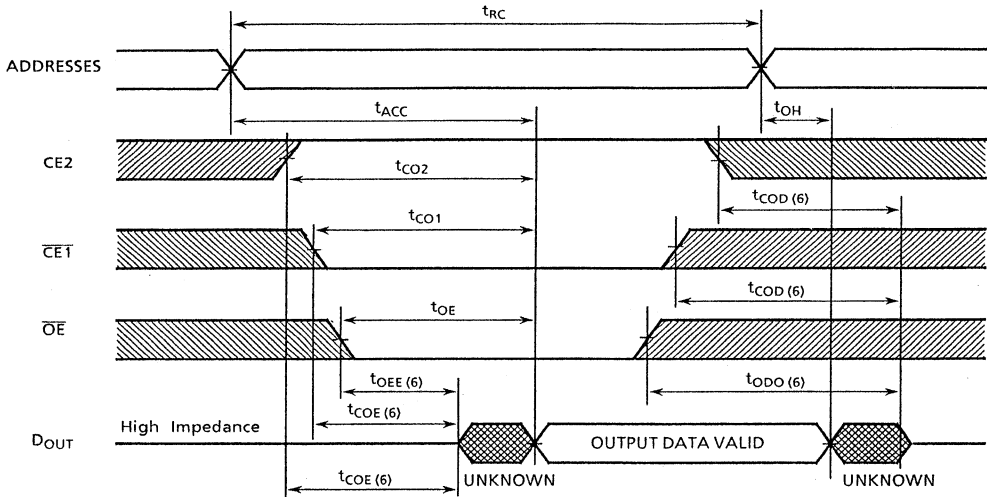 tRC
ADDRESSES
tACC
tOH
CE2
tCO2
tCOD (6)
tCO1
CE1
tCOD (6)
tOE
OE
tOEE (6)
tODO (6)
tCOE (6)
High Impedance
DOUT
OUTPUT DATA VALID
tCOE (6)
UNKNOWN
UNKNOWN